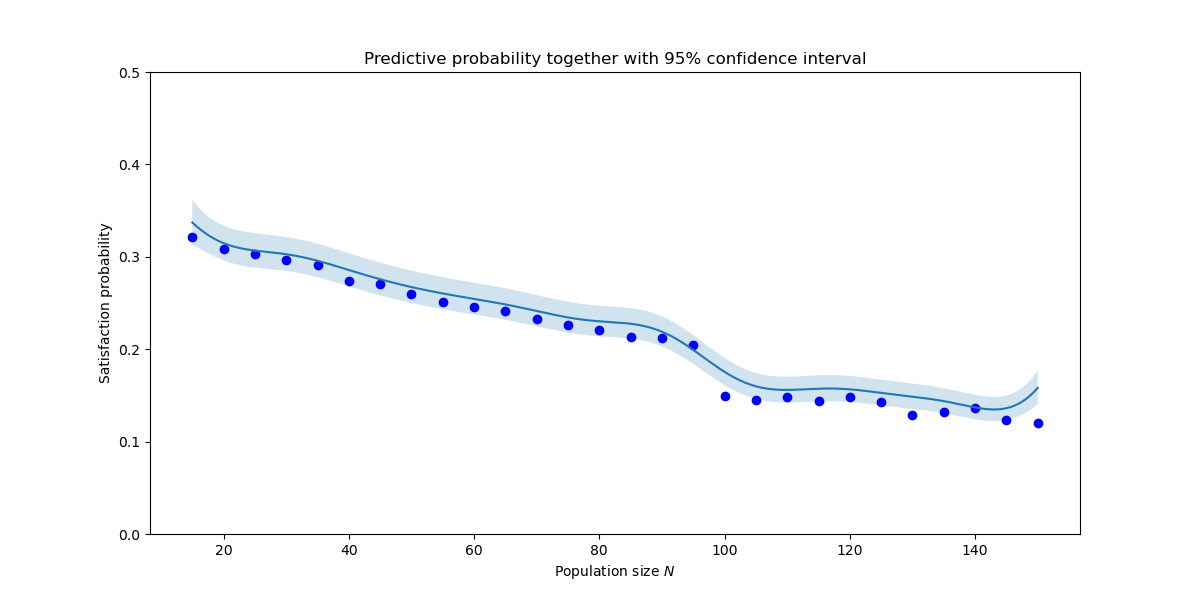 Predictive probability together with 95% confidence interval
0.5
0.4
0.3
0.2
0.1
0.0
Satisfaction probability
20 40 60 80 100 120 140
Population size N